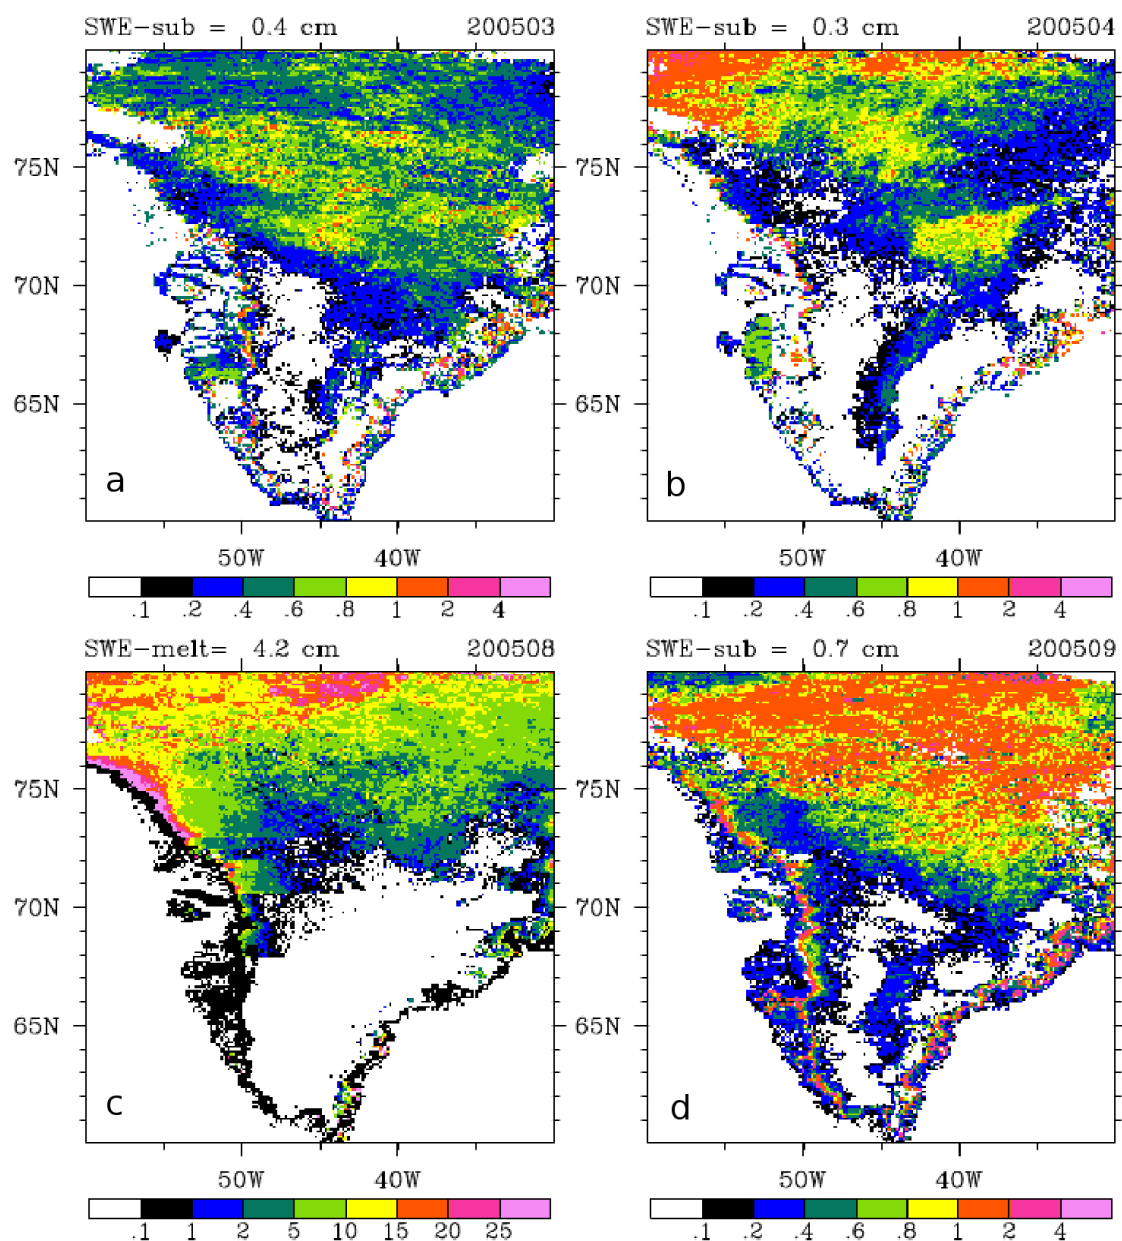 SWE-sub = 0.4 cm 200503
SWE-sub = 0.3 cm 200504
75N
70N
65N
a
50W 40W
.1 .2 .4 .6 .8 1 2 4
75N
70N
65N
b
50W 40W
.1 .2 .4 .6 .8 1 2 4
SWE-melt= 4.2 cm 200508
SWE-sub = 0.7 cm 200509
75N
70N
65N
c
50W 40W
.1 1 2 5 10 15 20 25
75N
70N
65N
d
50W 40W
.1 .2 .4 .6 .8 1 2 4